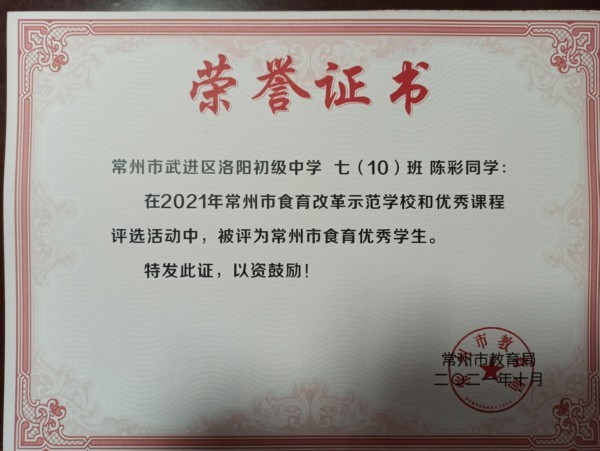 荣誉证书
常州市武进区洛阳初级中学 七（10）班 陈彩同学：
在2021年常州市食育改革示范学校和优秀课程
评选活动中，被评为常州市食育优秀学生。
特发此证，以资鼓励！
常州市教育局
二〇二一年十月